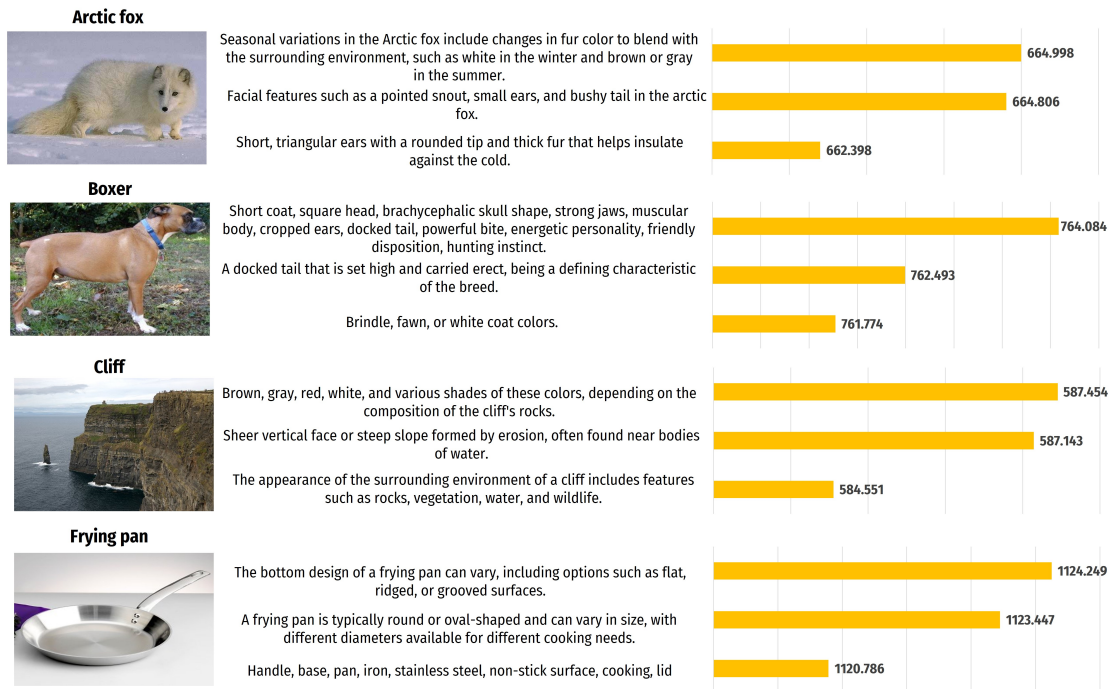 Arctic fox
Seasonal variations in the Arctic fox include changes in fur color to blend with
the surrounding environment, such as white in the winter and brown or gray
in the summer.
664.998
Facial features such as a pointed snout, small ears, and bushy tail in the arctic
fox.
664.806
Short, triangular ears with a rounded tip and thick fur that helps insulate
against the cold.
662.398
Boxer
Short coat, square head, brachycephalic skull shape, strong jaws, muscular
body, cropped ears, docked tail, powerful bite, energetic personality, friendly
disposition, hunting instinct.
764.084
A docked tail that is set high and carried erect, being a defining characteristic
of the breed.
762.493
Brindle, fawn, or white coat colors.
761.774
Cliff
Brown, gray, red, white, and various shades of these colors, depending on the
composition of the cliff's rocks.
587.454
Sheer vertical face or steep slope formed by erosion, often found near bodies
of water.
587.143
The appearance of the surrounding environment of a cliff includes features
such as rocks, vegetation, water, and wildlife.
584.551
Frying pan
The bottom design of a frying pan can vary, including options such as flat,
ridged, or grooved surfaces.
1124.249
A frying pan is typically round or oval-shaped and can vary in size, with
different diameters available for different cooking needs.
1123.447
Handle, base, pan, iron, stainless steel, non-stick surface, cooking, lid
1120.786